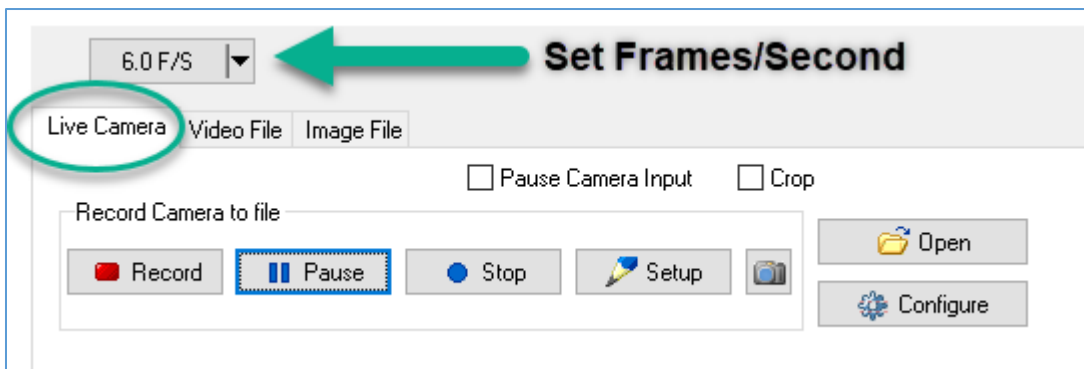 6.0 F/S Set Frames/Second
Live Camera Video File Image File
Pause Camera Input Crop
Record Camera to file
Open
Record Pause Stop Setup
Configure